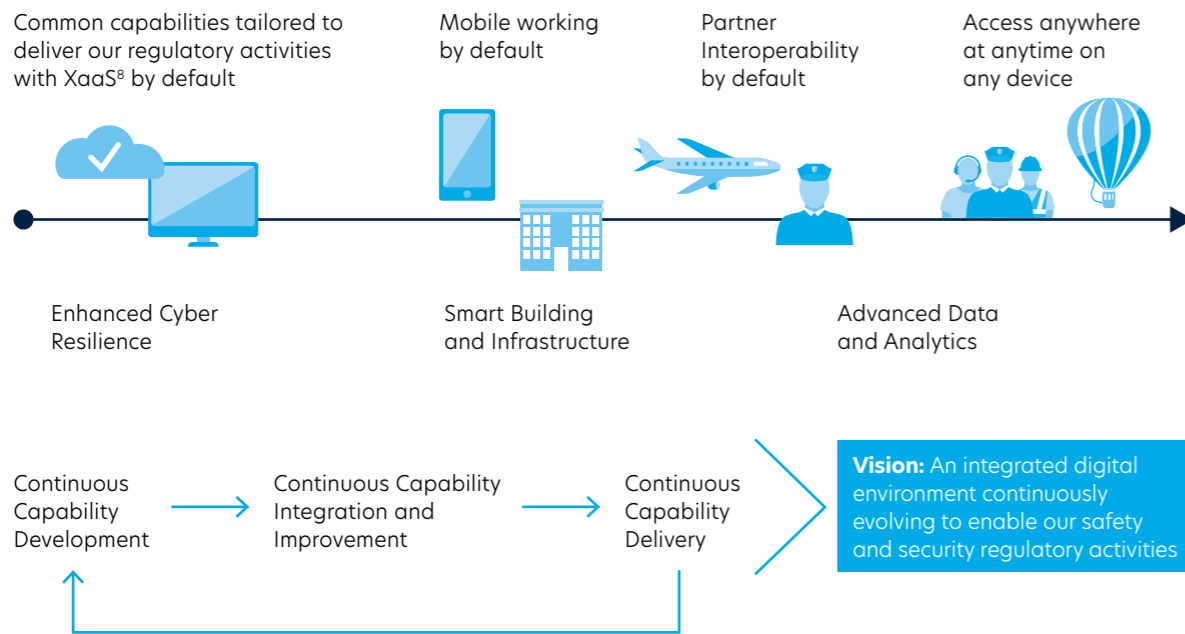 Common capabilities tailored to
deliver our regulatory activities
with XaaS⁸ by default
Mobile working
by default
Partner
Interoperability
by default
Access anywhere
at anytime on
any device
Enhanced Cyber
Resilience
Smart Building
and Infrastructure
Advanced Data
and Analytics
Continuous
Capability
Development
Continuous Capability
Integration and
Improvement
Continuous
Capability
Delivery
Vision: An integrated digital
environment continuously
evolving to enable our safety
and security regulatory activities